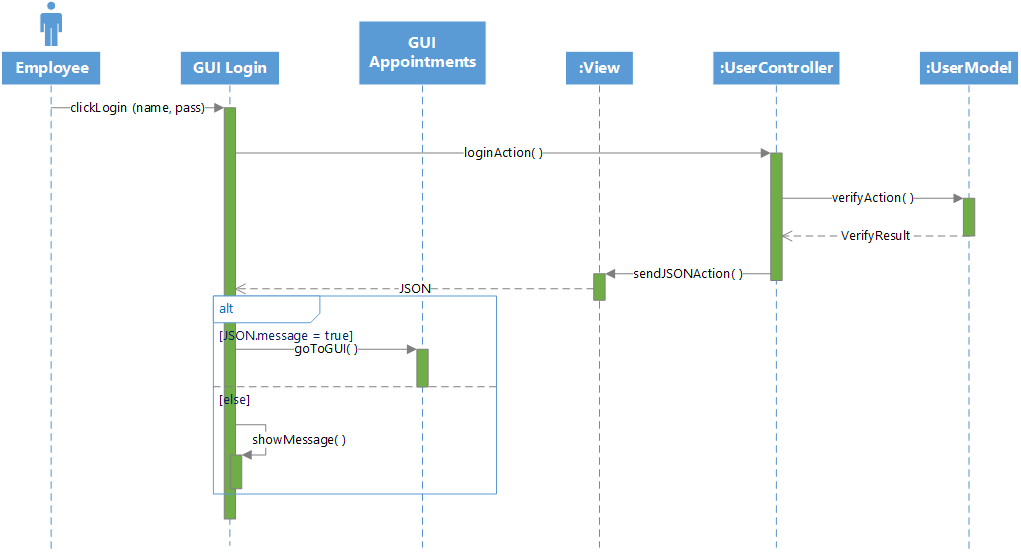 Employee
GUI Login
GUI
Appointments
:View
:UserController
:UserModel
clickLogin (name, pass)
loginAction( )
verifyAction( )
VerifyResult
sendJSONAction( )
JSON
alt
[JSON.message = true]
goToGUI( )
[else]
showMessage( )